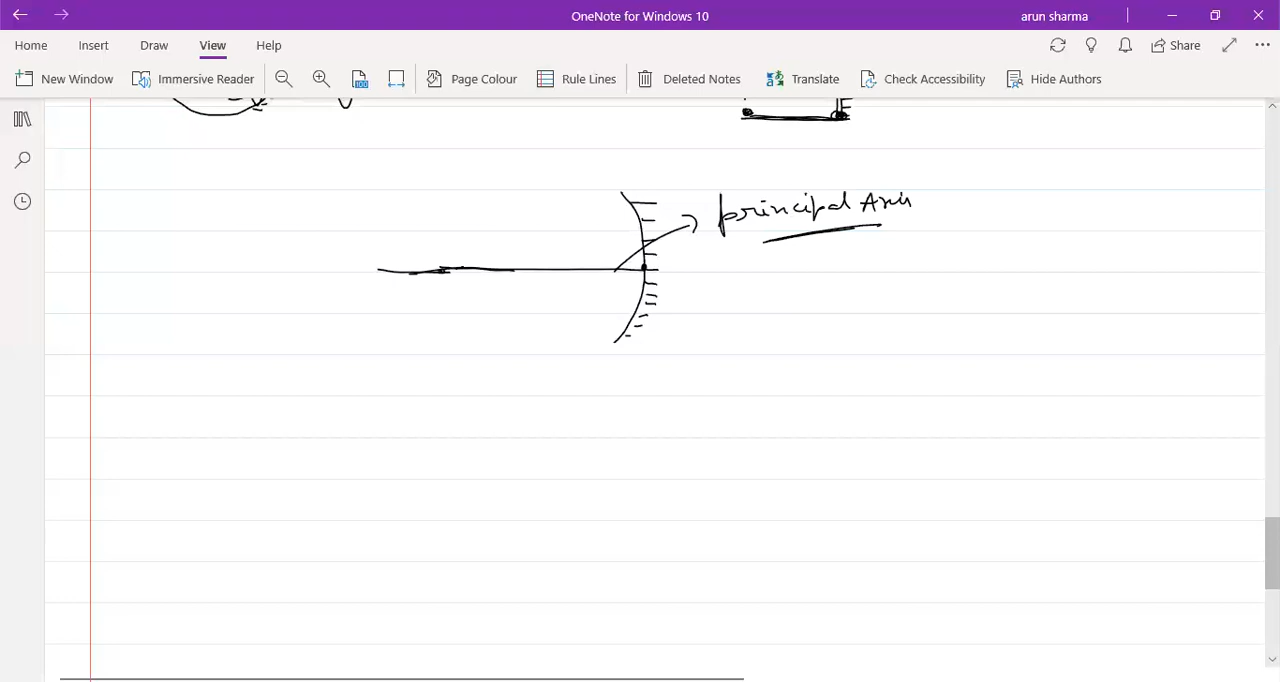 OneNote for Windows 10
arun sharma
Home Insert Draw View Help
Share
New Window Immersive Reader Page Colour Rule Lines Deleted Notes Translate Check Accessibility Hide Authors
principal Axis